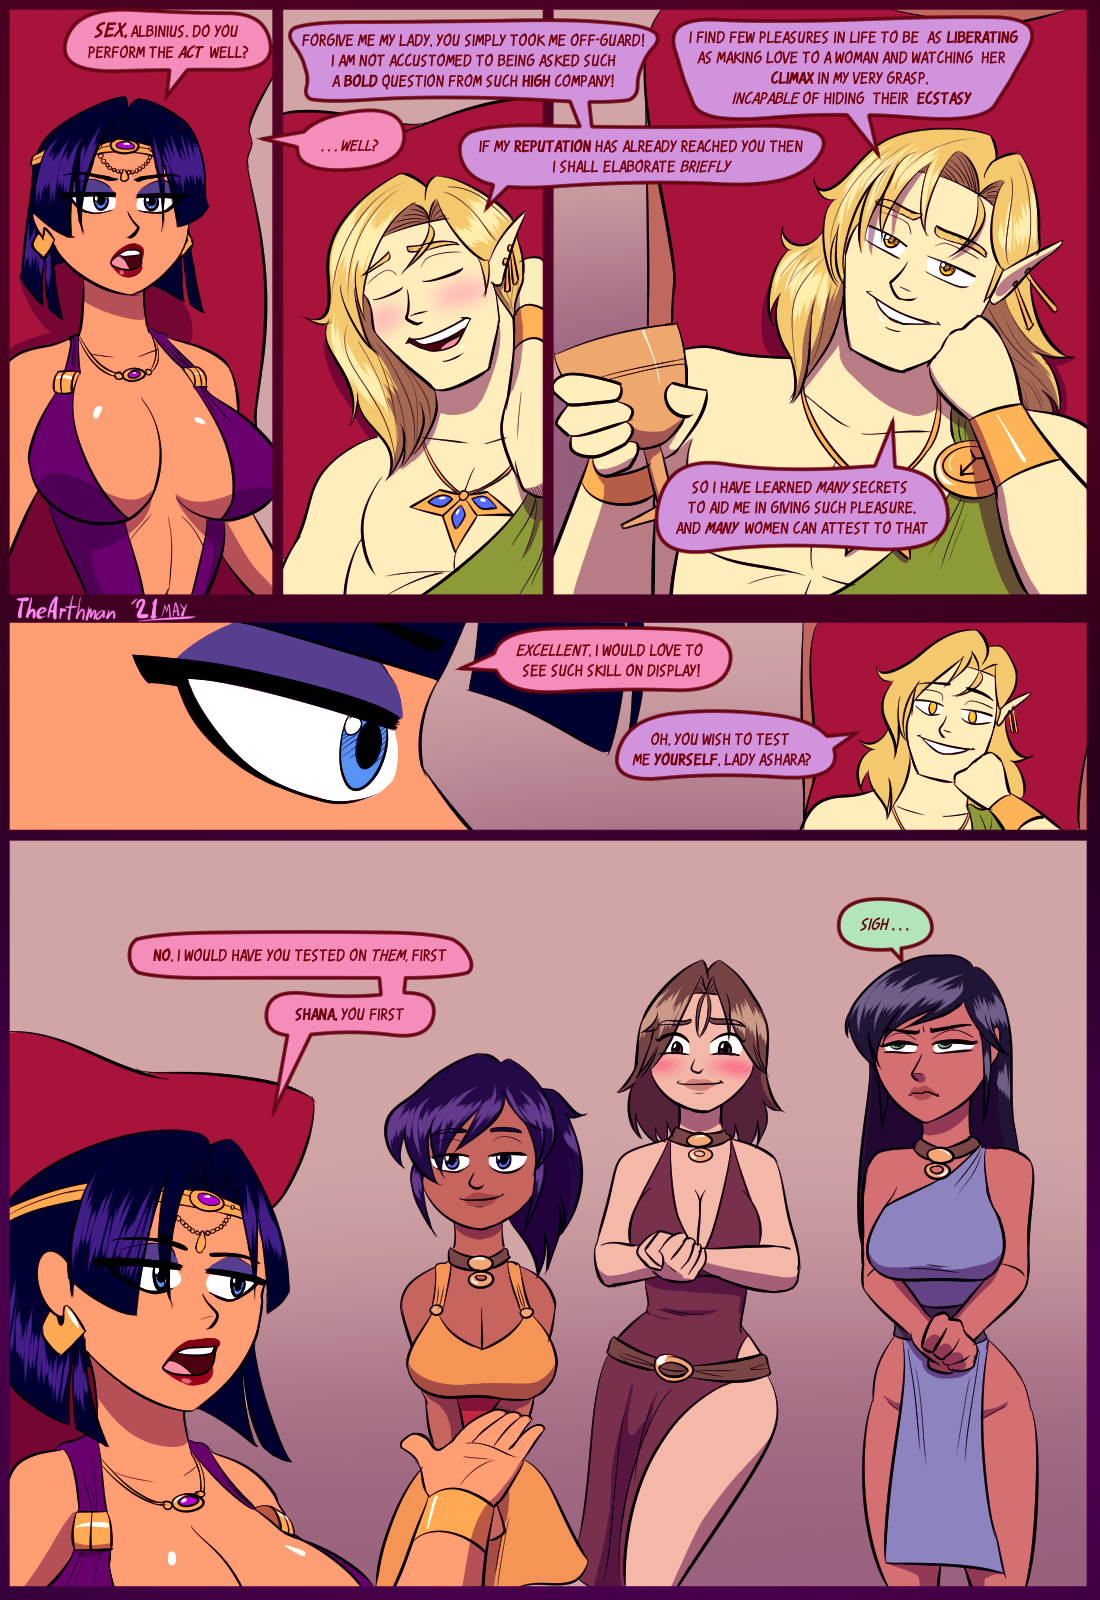 SEX, ALBINIUS. DO YOU
PERFORM THE ACT WELL?
. . . WELL?
FORGIVE ME MY LADY, YOU SIMPLY TOOK ME OFF-GUARD!
I AM NOT ACCUSTOMED TO BEING ASKED SUCH
A BOLD QUESTION FROM SUCH HIGH COMPANY!
IF MY REPUTATION HAS ALREADY REACHED YOU THEN
I SHALL ELABORATE BRIEFLY
I FIND FEW PLEASURES IN LIFE TO BE AS LIBERATING
AS MAKING LOVE TO A WOMAN AND WATCHING HER
CLIMAX IN MY VERY GRASP,
INCAPABLE OF HIDING THEIR ECSTASY
SO I HAVE LEARNED MANY SECRETS
TO AID ME IN GIVING SUCH PLEASURE,
AND MANY WOMEN CAN ATTEST TO THAT
TheArthman '21 MAY
EXCELLENT, I WOULD LOVE TO
SEE SUCH SKILL ON DISPLAY!
OH, YOU WISH TO TEST
ME YOURSELF, LADY ASHARA?
NO, I WOULD HAVE YOU TESTED ON THEM, FIRST
SHANA, YOU FIRST
SIGH . . .